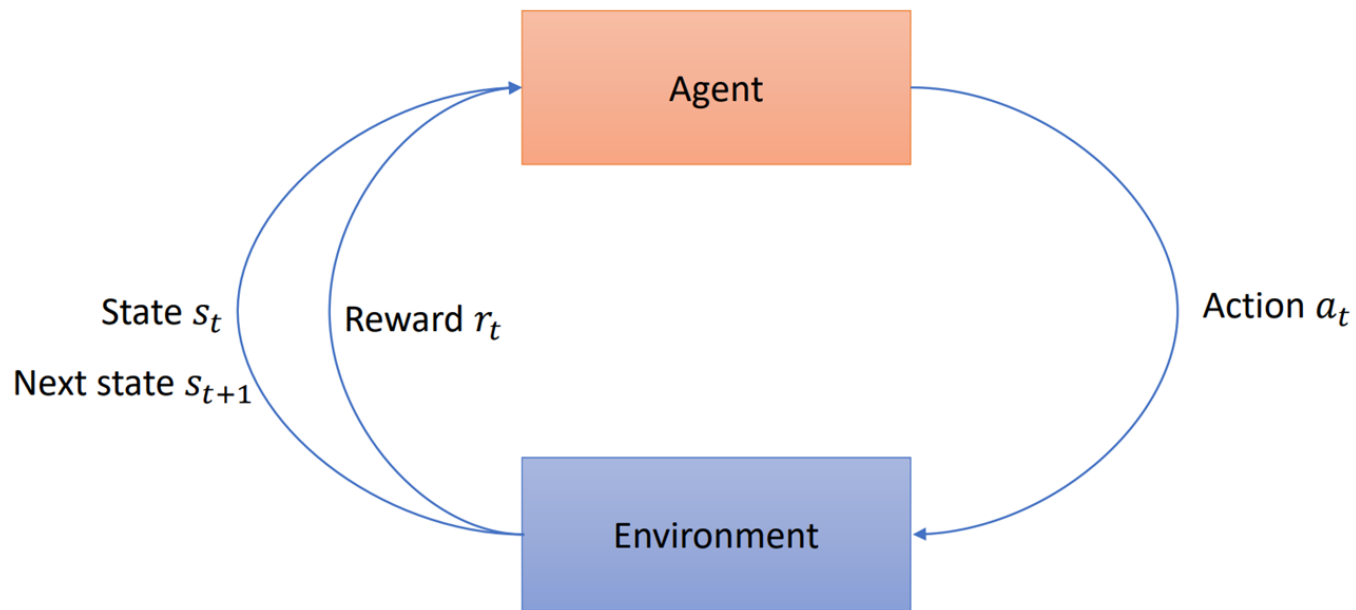 Agent
State sₜ
Reward rₜ
Action aₜ
Next state sₜ₊₁
Environment